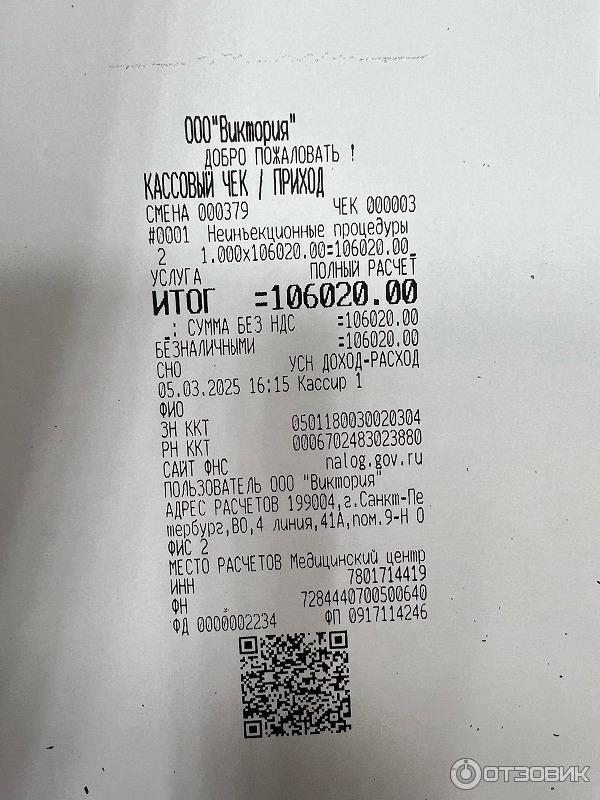 ООО"Виктория"
ДОБРО ПОЖАЛОВАТЬ !
КАССОВЫЙ ЧЕК / ПРИХОД
СМЕНА 000379 ЧЕК 000003
#0001 Неинъекционные процедуры
2 1.000x106020.00=106020.00_
УСЛУГА ПОЛНЫЙ РАСЧЕТ
ИТОГ =106020.00
_: СУММА БЕЗ НДС =106020.00
БЕЗНАЛИЧНЫМИ =106020.00
СНО УСН ДОХОД-РАСХОД
05.03.2025 16:15 Кассир 1
ФИО
ЗН ККТ 0501180030020304
РН ККТ 0006702483023880
САЙТ ФНС nalog.gov.ru
ПОЛЬЗОВАТЕЛЬ ООО "Виктория"
АДРЕС РАСЧЕТОВ 199004,г.Санкт-Пе
тербург,ВО,4 линия,41А,пом.9-Н О
ФИС 2
МЕСТО РАСЧЕТОВ Медицинский центр
ИНН 7801714419
ФН 7284440700500640
ФД 0000002234 ФП 0917114246
ОТЗОВИК